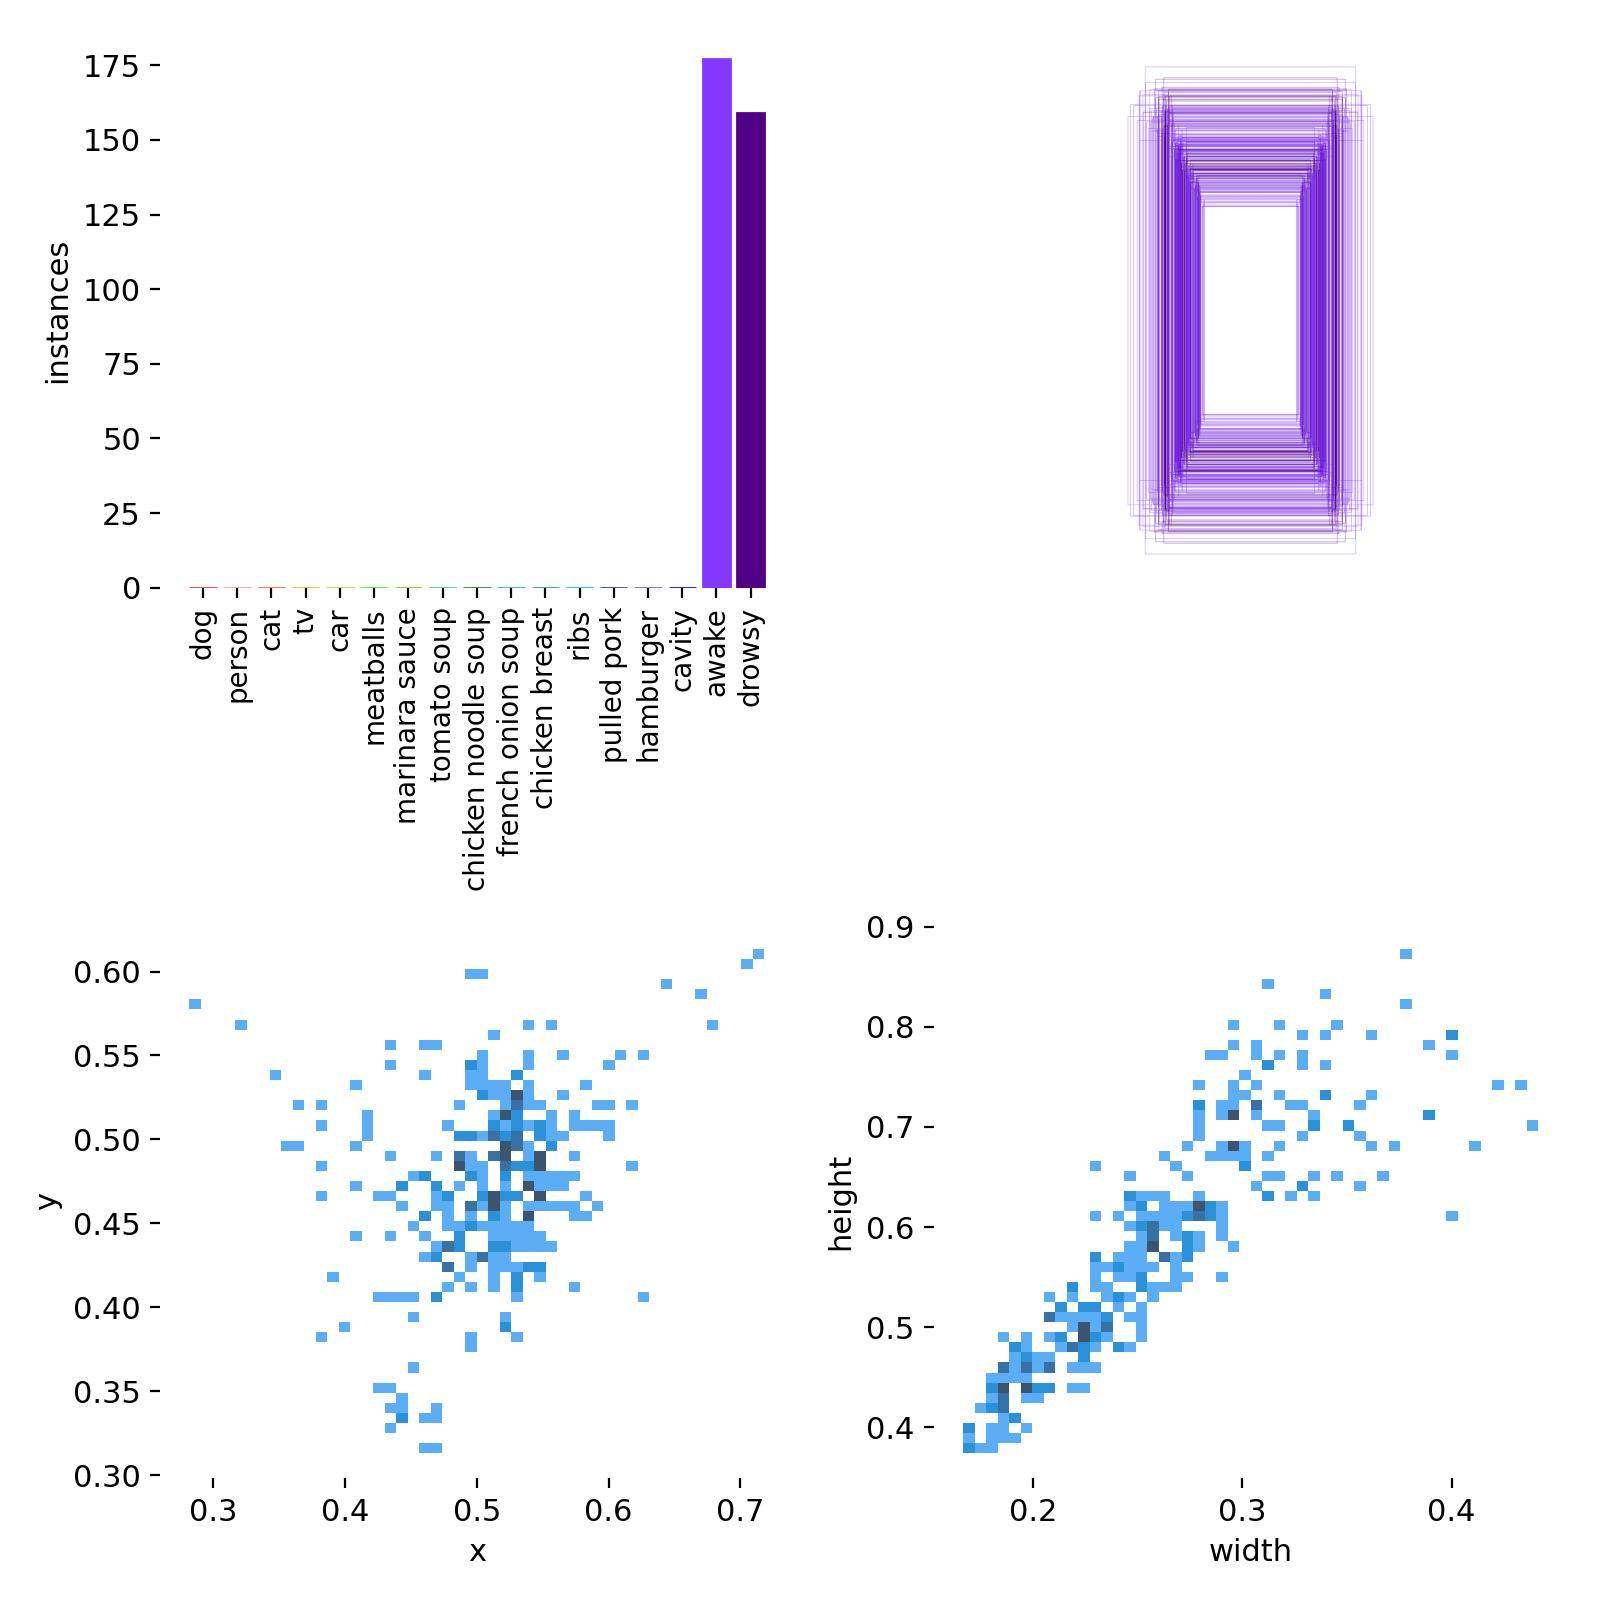 175
150
125
100
75
50
25
0
instances
dog
person
cat
tv
car
meatballs
marinara sauce
tomato soup
chicken noodle soup
french onion soup
chicken breast
ribs
pulled pork
hamburger
cavity
awake
drowsy
0.60
0.55
0.50
0.45
0.40
0.35
0.30
y
0.3 0.4 0.5 0.6 0.7
x
0.9
0.8
0.7
0.6
0.5
0.4
height
0.2 0.3 0.4
width